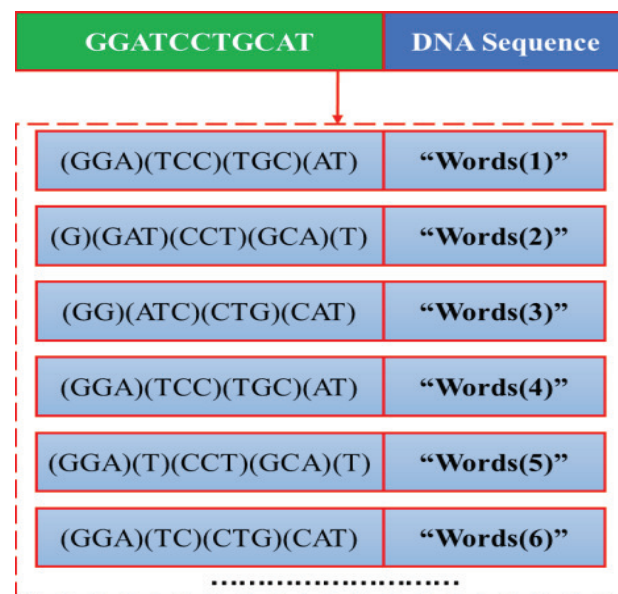 GGATCCTGCAT DNA Sequence
(GGA)(TCC)(TGC)(AT) “Words(1)”
(G)(GAT)(CCT)(GCA)(T) “Words(2)”
(GG)(ATC)(CTG)(CAT) “Words(3)”
(GGA)(TCC)(TGC)(AT) “Words(4)”
(GGA)(T)(CCT)(GCA)(T) “Words(5)”
(GGA)(TC)(CTG)(CAT) “Words(6)”
...........................